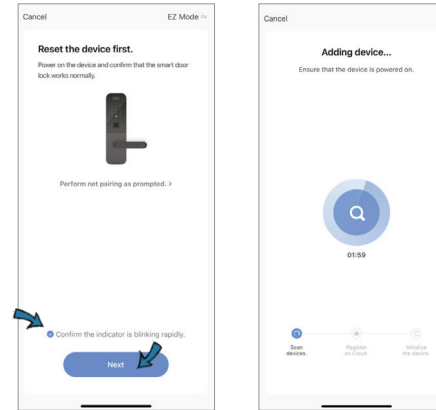 Cancel
EZ Mode
Reset the device first.
Power on the device and confirm that the smart door
lock works normally.
Perform net pairing as prompted. >
Confirm the indicator is blinking rapidly.
Next
Cancel
Adding device...
Ensure that the device is powered on.
01:59
Scan
devices.
Register
on Cloud.
Initialize
the device.